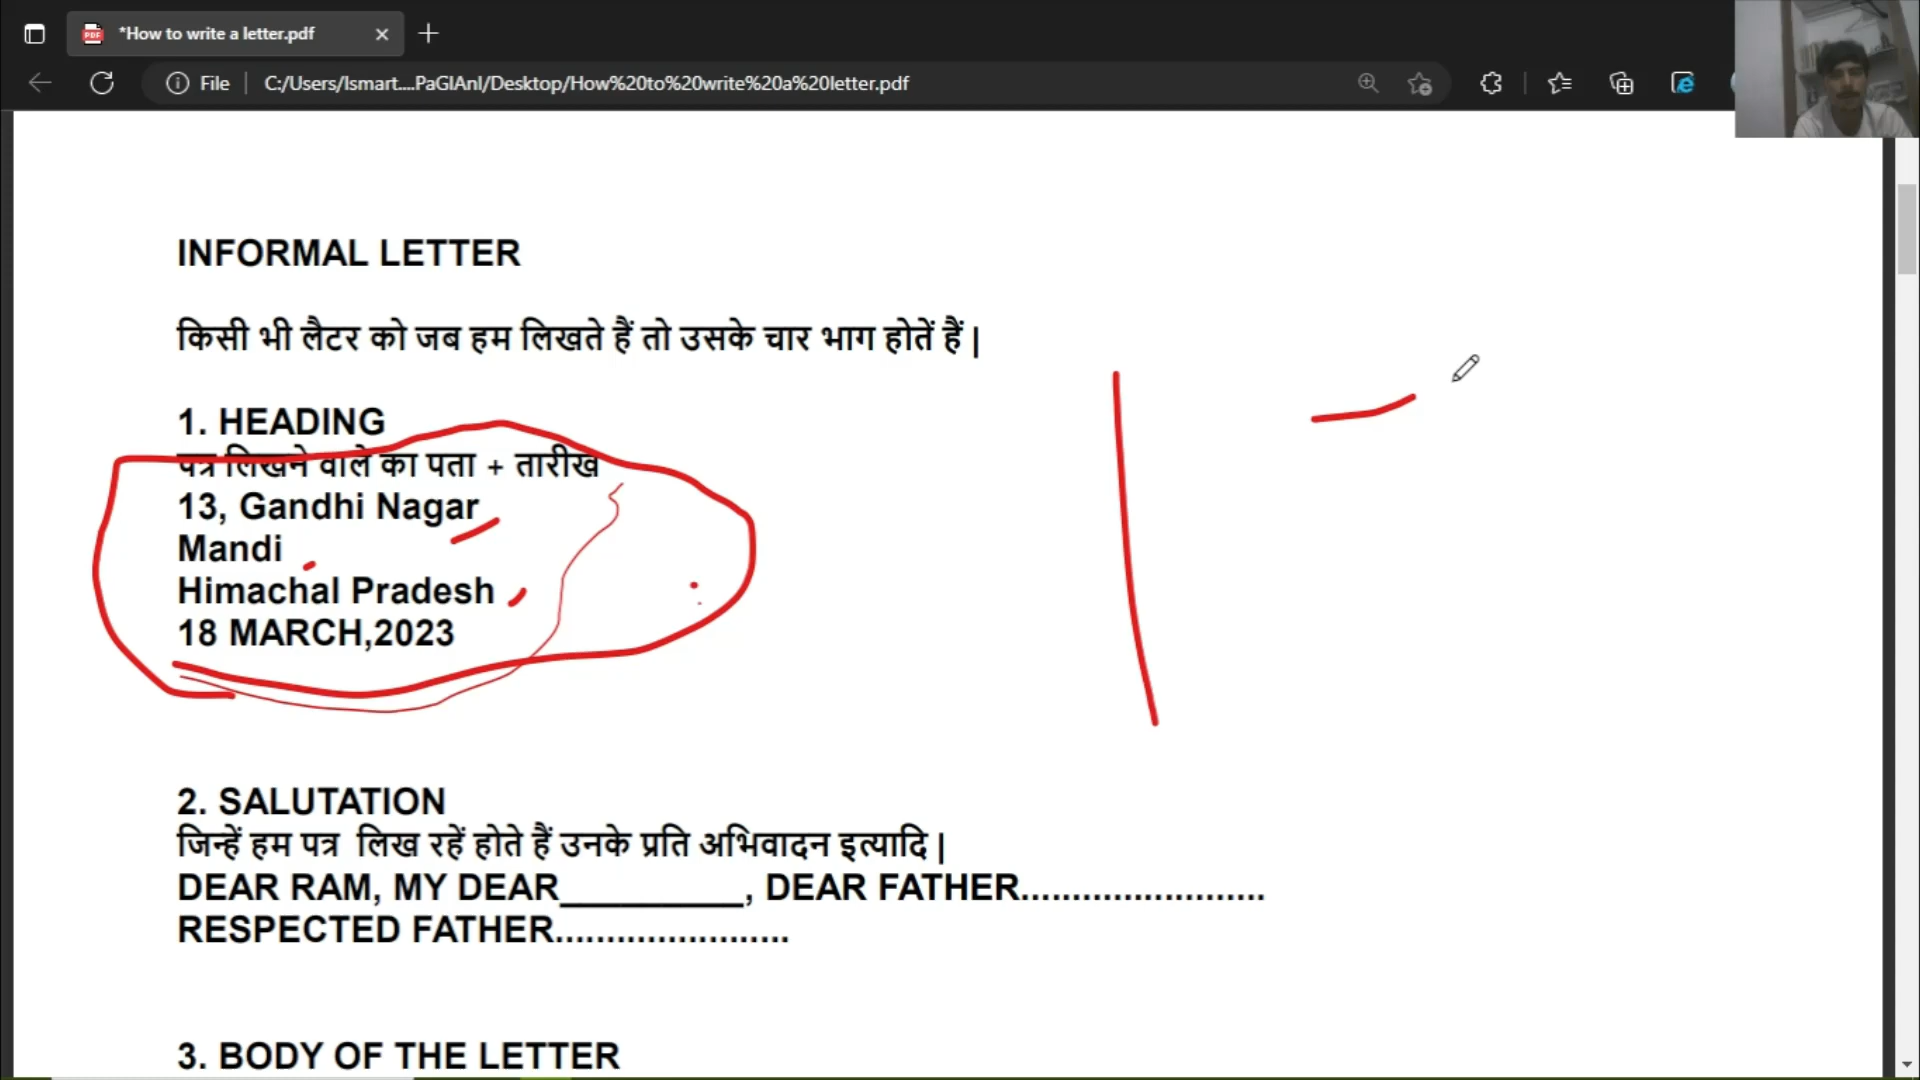 *How to write a letter.pdf
File
C:/Users/Ismart....PaGlAnI/Desktop/How%20to%20write%20a%20letter.pdf
INFORMAL LETTER
किसी भी लैटर को जब हम लिखते हैं तो उसके चार भाग होतें हैं |
1. HEADING
पत्र लिखने वाले का पता + तारीख
13, Gandhi Nagar
Mandi
Himachal Pradesh
18 MARCH,2023
2. SALUTATION
जिन्हें हम पत्र लिख रहें होते हैं उनके प्रति अभिवादन इत्यादि |
DEAR RAM, MY DEAR_________, DEAR FATHER........................
RESPECTED FATHER.......................
3. BODY OF THE LETTER